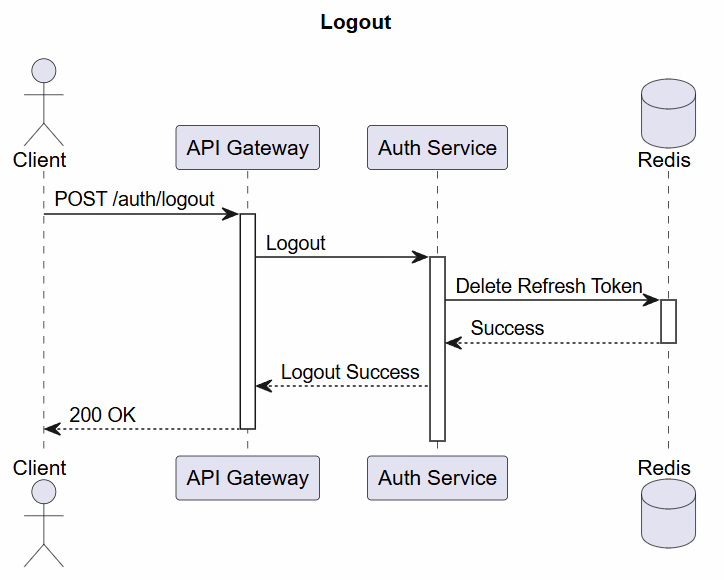 Logout
Client
API Gateway
Auth Service
Redis
POST /auth/logout
Logout
Delete Refresh Token
Success
Logout Success
200 OK
Client
API Gateway
Auth Service
Redis